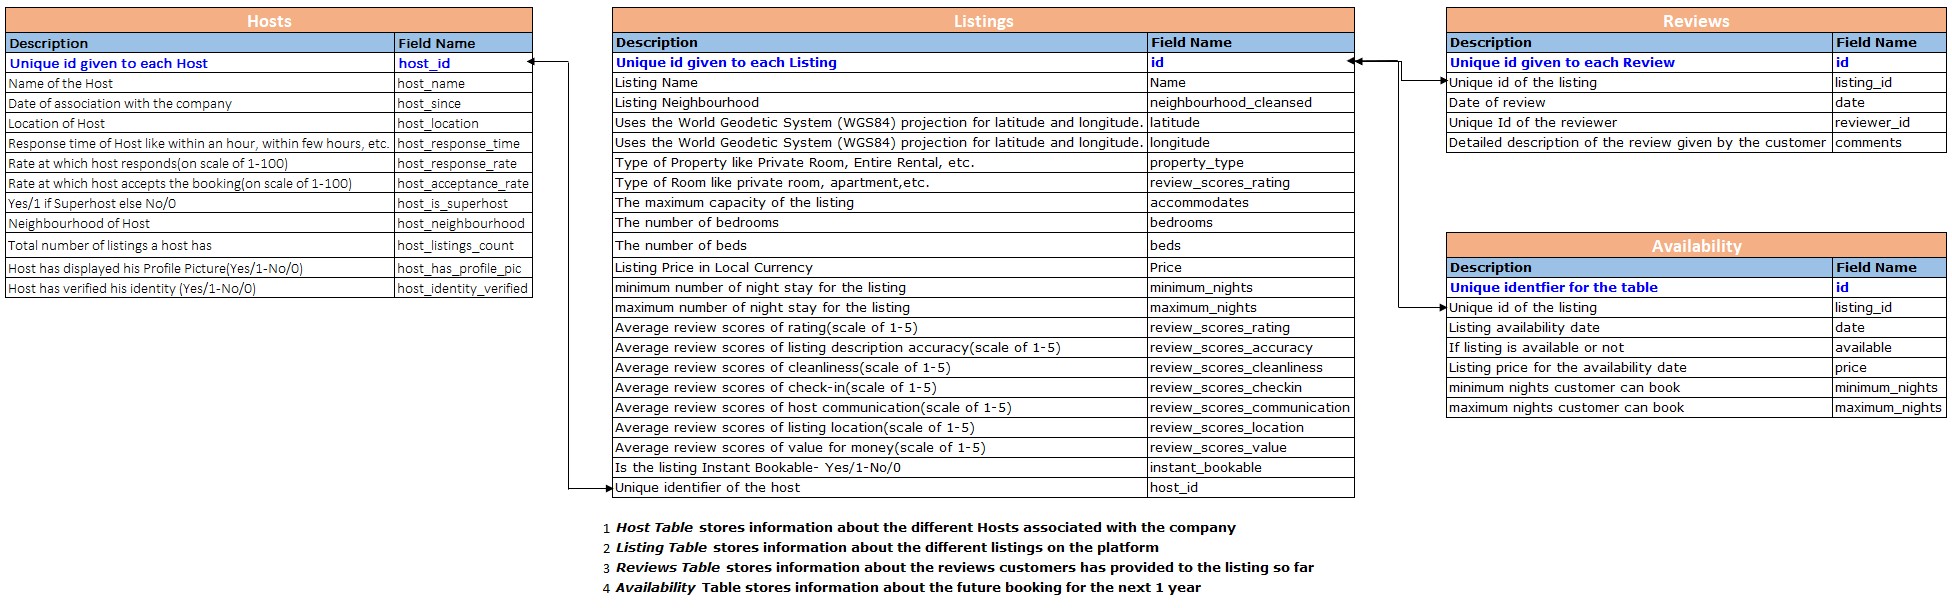 Hosts
Description Field Name
Unique id given to each Host host_id
Name of the Host host_name
Date of association with the company host_since
Location of Host host_location
Response time of Host like within an hour, within few hours, etc. host_response_time
Rate at which host responds(on scale of 1-100) host_response_rate
Rate at which host accepts the booking(on scale of 1-100) host_acceptance_rate
Yes/1 if Superhost else No/0 host_is_superhost
Neighbourhood of Host host_neighbourhood
Total number of listings a host has host_listings_count
Host has displayed his Profile Picture(Yes/1-No/0) host_has_profile_pic
Host has verified his identity (Yes/1-No/0) host_identity_verified
Listings
Description Field Name
Unique id given to each Listing id
Listing Name Name
Listing Neighbourhood neighbourhood_cleansed
Uses the World Geodetic System (WGS84) projection for latitude and longitude. latitude
Uses the World Geodetic System (WGS84) projection for latitude and longitude. longitude
Type of Property like Private Room, Entire Rental, etc. property_type
Type of Room like private room, apartment,etc. review_scores_rating
The maximum capacity of the listing accommodates
The number of bedrooms bedrooms
The number of beds beds
Listing Price in Local Currency Price
minimum number of night stay for the listing minimum_nights
maximum number of night stay for the listing maximum_nights
Average review scores of rating(scale of 1-5) review_scores_rating
Average review scores of listing description accuracy(scale of 1-5) review_scores_accuracy
Average review scores of cleanliness(scale of 1-5) review_scores_cleanliness
Average review scores of check-in(scale of 1-5) review_scores_checkin
Average review scores of host communication(scale of 1-5) review_scores_communication
Average review scores of listing location(scale of 1-5) review_scores_location
Average review scores of value for money(scale of 1-5) review_scores_value
Is the listing Instant Bookable- Yes/1-No/0 instant_bookable
Unique identifier of the host host_id
Reviews
Description Field Name
Unique id given to each Review id
Unique id of the listing listing_id
Date of review date
Unique Id of the reviewer reviewer_id
Detailed description of the review given by the customer comments
Availability
Description Field Name
Unique identfier for the table id
Unique id of the listing listing_id
Listing availability date date
If listing is available or not available
Listing price for the availability date price
minimum nights customer can book minimum_nights
maximum nights customer can book maximum_nights
1 Host Table stores information about the different Hosts associated with the company
2 Listing Table stores information about the different listings on the platform
3 Reviews Table stores information about the reviews customers has provided to the listing so far
4 Availability Table stores information about the future booking for the next 1 year